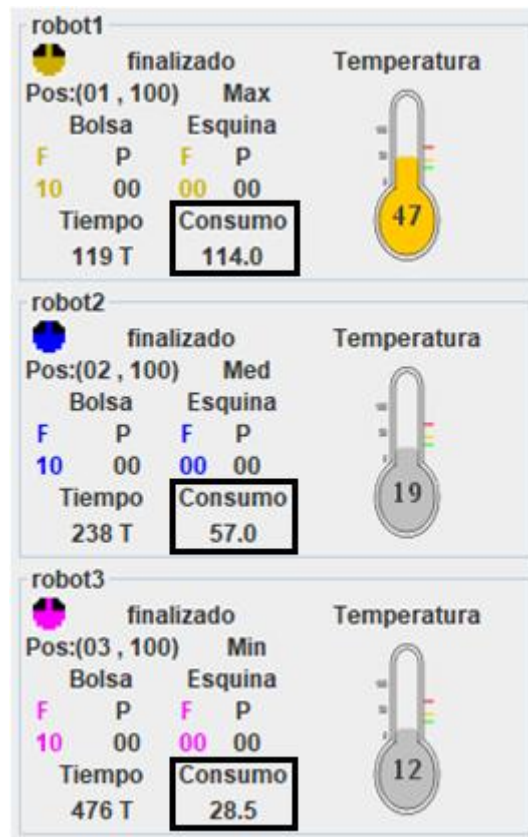 robot1
finalizado Temperatura
Pos:(01 , 100) Max
Bolsa Esquina
F P F P
10 00 00 00
47
Tiempo Consumo
119 T 114.0
robot2
finalizado Temperatura
Pos:(02 , 100) Med
Bolsa Esquina
F P F P
10 00 00 00
19
Tiempo Consumo
238 T 57.0
robot3
finalizado Temperatura
Pos:(03 , 100) Min
Bolsa Esquina
F P F P
10 00 00 00
12
Tiempo Consumo
476 T 28.5